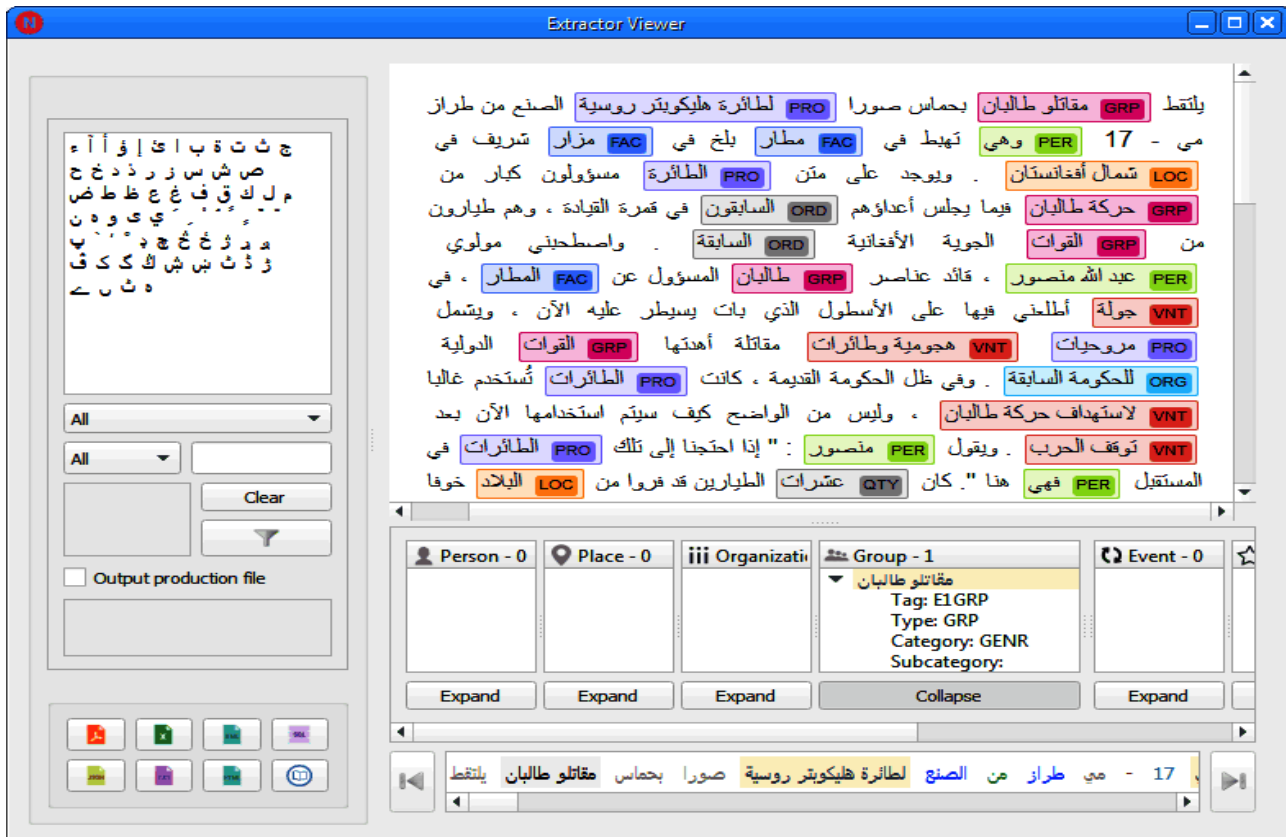 Extractor Viewer
ء آ أ ؤ إ ئ ا ب ة ت ث ج
ح خ د ذ ر ز س ش ص
ض ط ظ ع غ ف ق ك ل م
ن ه و ى ي
All
All
Clear
Output production file
يلتقط مقاتلو طالبان GRP بحماس صورا لطائرة هليكوبتر روسية PRO الصنع من طراز
مي - 17 وهي PER تهبط في مطار FAC بلخ في مزار FAC شريف في
شمال أفغانستان LOC . ويوجد على متن الطائرة PRO مسؤولون كبار من
حركة طالبان GRP فيما يجلس أعداؤهم السابقون ORD في قمرة القيادة ، وهم طيارون
من القوات GRP الجوية الأفغانية السابقة ORD . واصطحبني مولوي
عبد الله منصور PER ، قائد عناصر طالبان GRP المسؤول عن المطار FAC ، في
جولة VNT أطلعني فيها على الأسطول الذي بات يسيطر عليه الآن ، ويشمل
مروحيات PRO هجومية وطائرات VNT مقاتلة أهدتها القوات GRP الدولية
للحكومة السابقة ORG . وفي ظل الحكومة القديمة ، كانت الطائرات PRO تُستخدم غالبا
لاستهداف حركة طالبان VNT ، وليس من الواضح كيف سيتم استخدامها الآن بعد
توقف الحرب VNT . ويقول منصور PER : " إذا احتجنا إلى تلك الطائرات PRO في
المستقبل فهي PER هنا ". كان عشرات QTY الطيارين قد فروا من البلاد LOC خوفا
Person - 0
Place - 0
Organizati
Group - 1
Event - 0
مقاتلو طالبان
Tag: E1GRP
Type: GRP
Category: GENR
Subcategory:
Expand
Expand
Expand
Collapse
Expand
يلتقط مقاتلو طالبان بحماس صورا لطائرة هليكوبتر روسية الصنع من طراز مي - 17